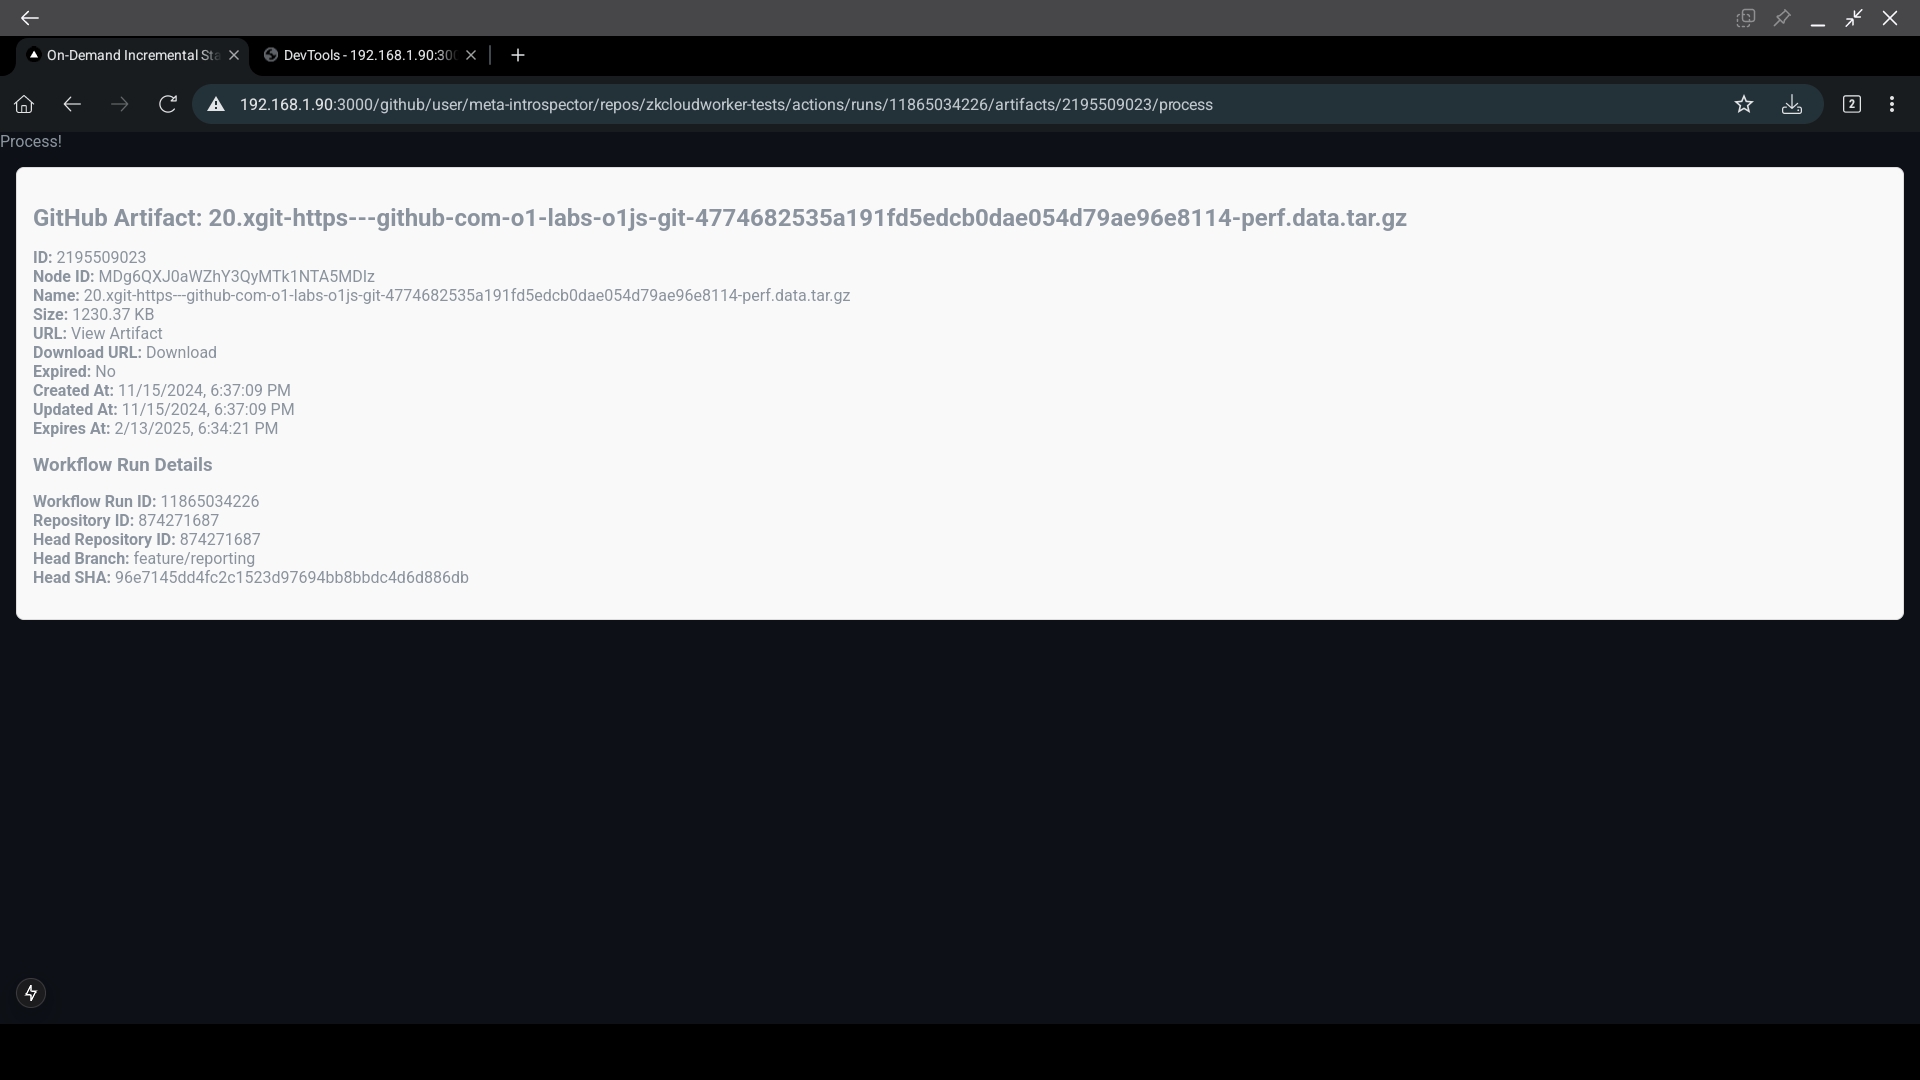 On-Demand Incremental Sta
DevTools - 192.168.1.90:300
192.168.1.90:3000/github/user/meta-introspector/repos/zkcloudworker-tests/actions/runs/11865034226/artifacts/2195509023/process
2
Process!
GitHub Artifact: 20.xgit-https---github-com-o1-labs-o1js-git-4774682535a191fd5edcb0dae054d79ae96e8114-perf.data.tar.gz
ID: 2195509023
Node ID: MDg6QXJ0aWZhY3QyMTk1NTA5MDIz
Name: 20.xgit-https---github-com-o1-labs-o1js-git-4774682535a191fd5edcb0dae054d79ae96e8114-perf.data.tar.gz
Size: 1230.37 KB
URL: View Artifact
Download URL: Download
Expired: No
Created At: 11/15/2024, 6:37:09 PM
Updated At: 11/15/2024, 6:37:09 PM
Expires At: 2/13/2025, 6:34:21 PM
Workflow Run Details
Workflow Run ID: 11865034226
Repository ID: 874271687
Head Repository ID: 874271687
Head Branch: feature/reporting
Head SHA: 96e7145dd4fc2c1523d97694bb8bbdc4d6d886db